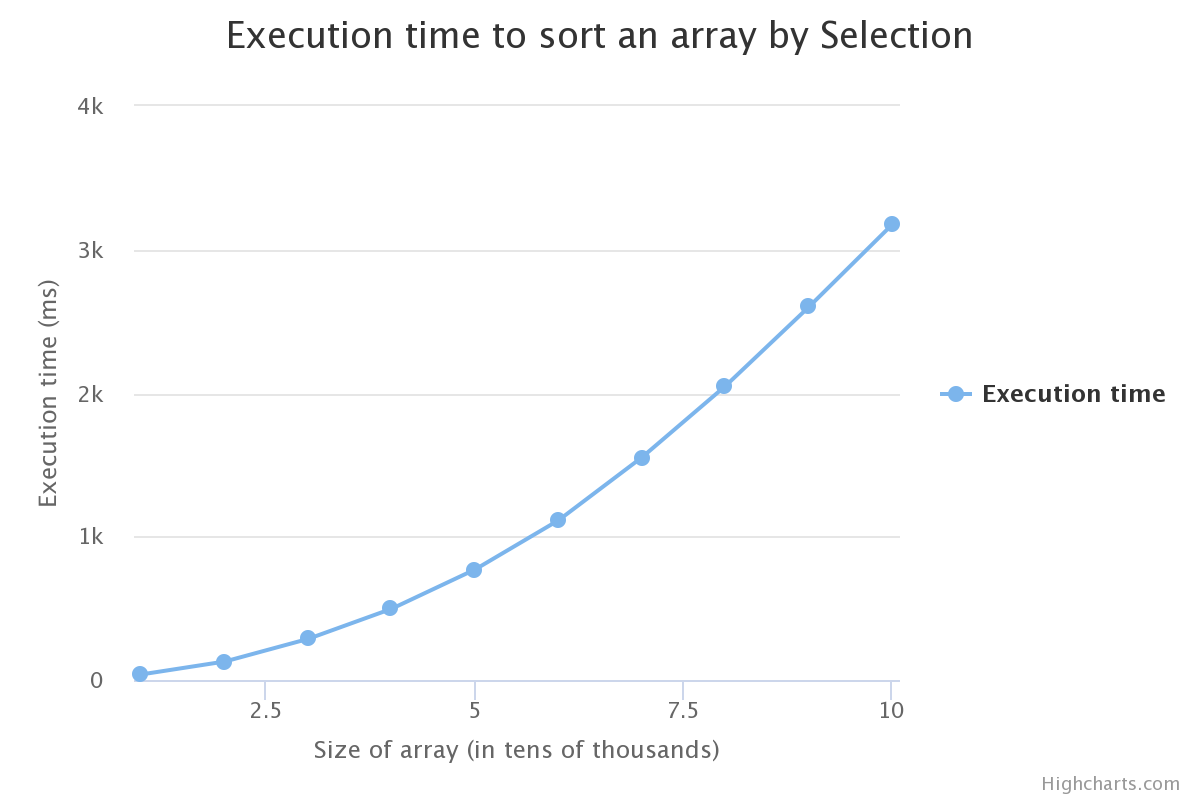 Execution time to sort an array by Selection
4k
3k
2k
1k
0
Execution time (ms)
2.5
5
7.5
10
Size of array (in tens of thousands)
Execution time
Highcharts.com